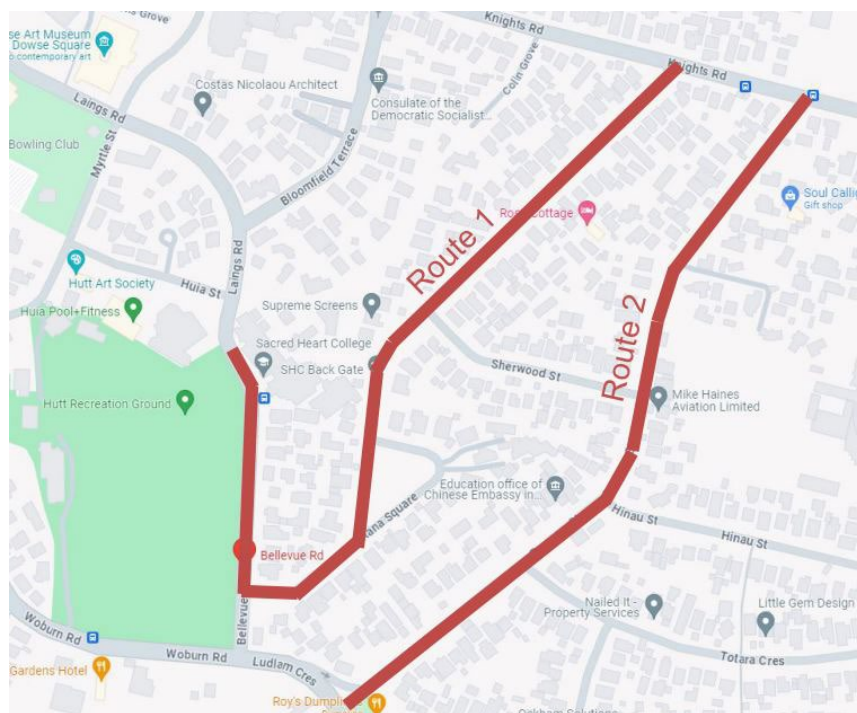 Knights Rd
Grove
se Art Museum
Dowse Square
o contemporary art
Costas Nicolaou Architect
Consulate of the
Democratic Socialist...
Colin Grove
Knights Rd
Laings Rd
Bowling Club
Myrtle St
Bloomfield Terrace
Soul Callig
Gift shop
Cottage
Route 1
Laings Rd
Hutt Art Society
Huia St
Huia Pool+Fitness
Supreme Screens
Sacred Heart College
SHC Back Gate
Sherwood St
Route 2
Mike Haines
Aviation Limited
Hutt Recreation Ground
Education office of
Chinese Embassy in...
Square
Hinau St
Hinau St
Bellevue Rd
Nailed It -
Property Services
Little Gem Design
Bellevue
Woburn Rd
Woburn Rd
Ludlam Cres
Totara Cres
Gardens Hotel